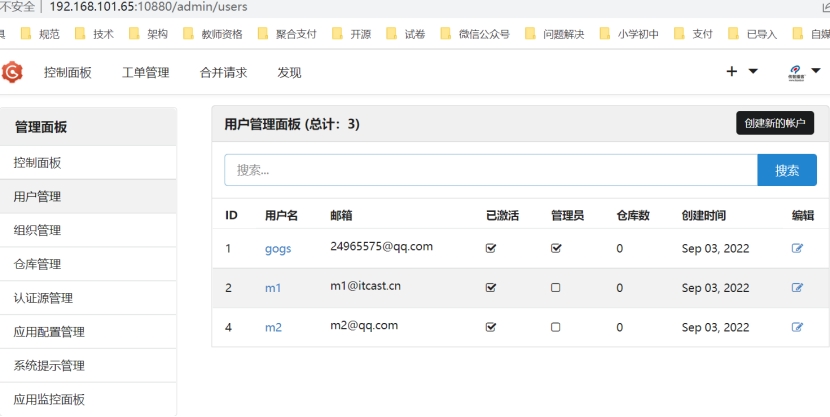 不安全 | 192.168.101.65:10880/admin/users
具 规范 技术 架构 教师资格 聚合支付 开源 试卷 微信公众号 问题解决 小学初中 支付 已导入 自媒
控制面板 工单管理 合并请求 发现
管理面板
控制面板
用户管理
组织管理
仓库管理
认证源管理
应用配置管理
系统提示管理
应用监控面板
用户管理面板 (总计：3) 创建新的帐户
搜索... 搜索
ID 用户名 邮箱 已激活 管理员 仓库数 创建时间 编辑
1 gogs 24965575@qq.com 0 Sep 03, 2022
2 m1 m1@itcast.cn 0 Sep 03, 2022
4 m2 m2@qq.com 0 Sep 03, 2022